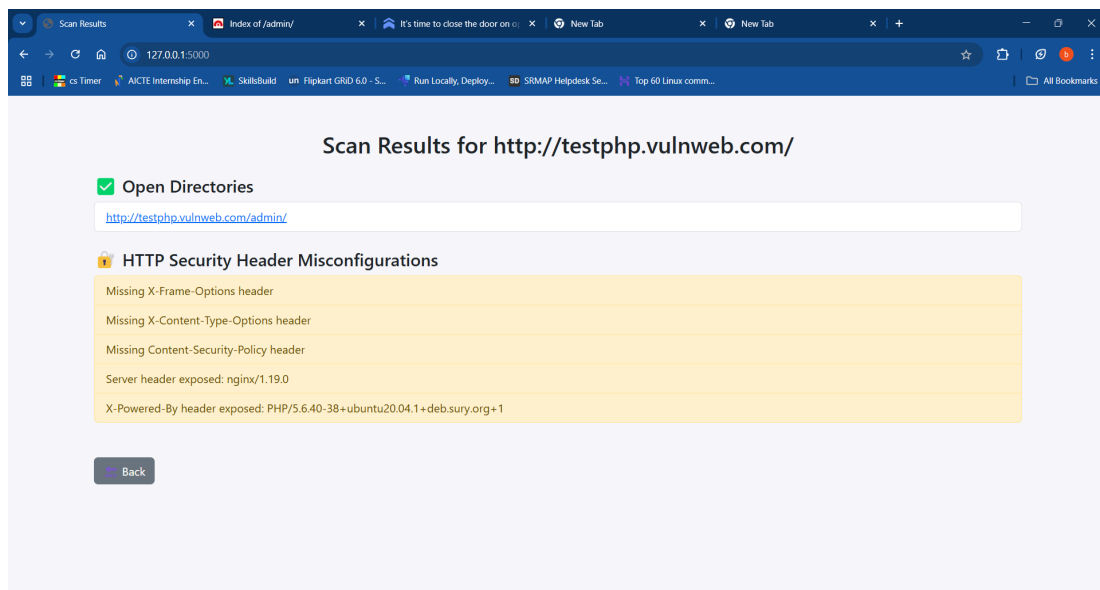 Scan Results
Index of /admin/
It's time to close the door on o
New Tab
New Tab
127.0.0.1:5000
cs Timer
AICTE Internship En...
YL SkillsBuild
un Flipkart GRiD 6.0 - S...
Run Locally, Deploy...
SD SRMAP Helpdesk Se...
Top 60 Linux comm...
All Bookmarks
Scan Results for http://testphp.vulnweb.com/
Open Directories
http://testphp.vulnweb.com/admin/
HTTP Security Header Misconfigurations
Missing X-Frame-Options header
Missing X-Content-Type-Options header
Missing Content-Security-Policy header
Server header exposed: nginx/1.19.0
X-Powered-By header exposed: PHP/5.6.40-38+ubuntu20.04.1+deb.sury.org+1
Back